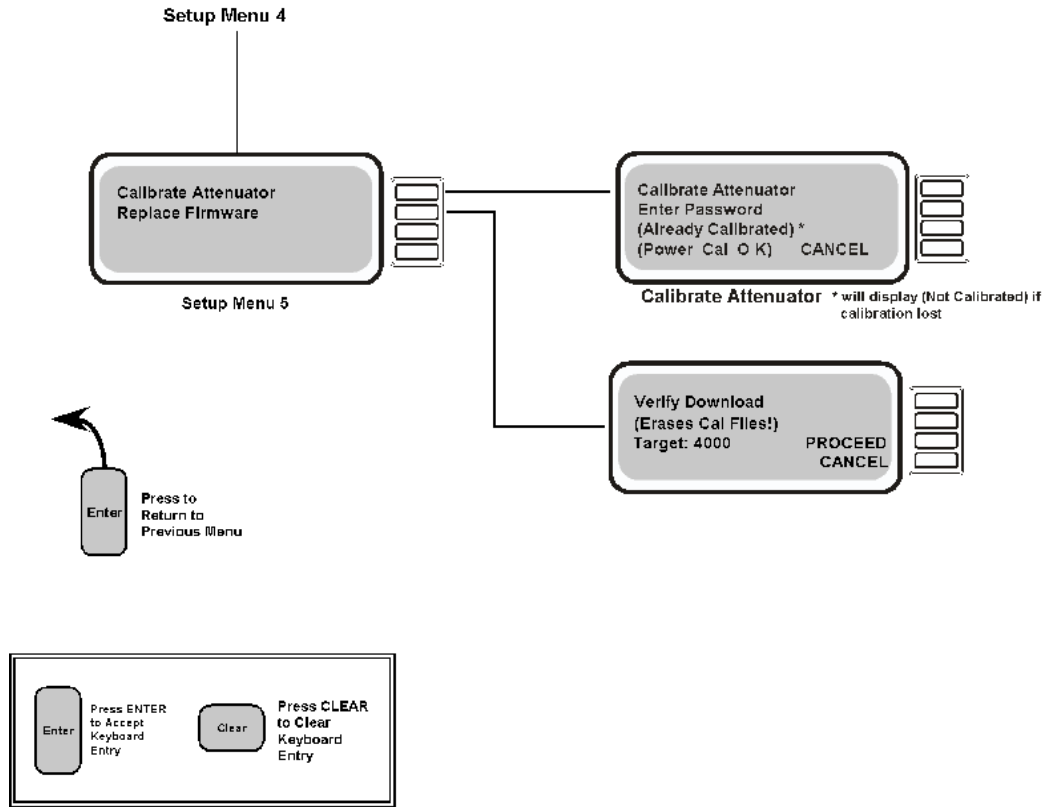 Setup Menu 4
Calibrate Attenuator
Replace Firmware
Setup Menu 5
Calibrate Attenuator
Enter Password
(Already Calibrated) *
(Power Cal O K) CANCEL
Calibrate Attenuator * will display (Not Calibrated) if
calibration lost
Verify Download
(Erases Cal Files!)
Target: 4000 PROCEED
CANCEL
Enter
Press to
Return to
Previous Menu
Enter
Press ENTER
to Accept
Keyboard
Entry
Clear
Press CLEAR
to Clear
Keyboard
Entry